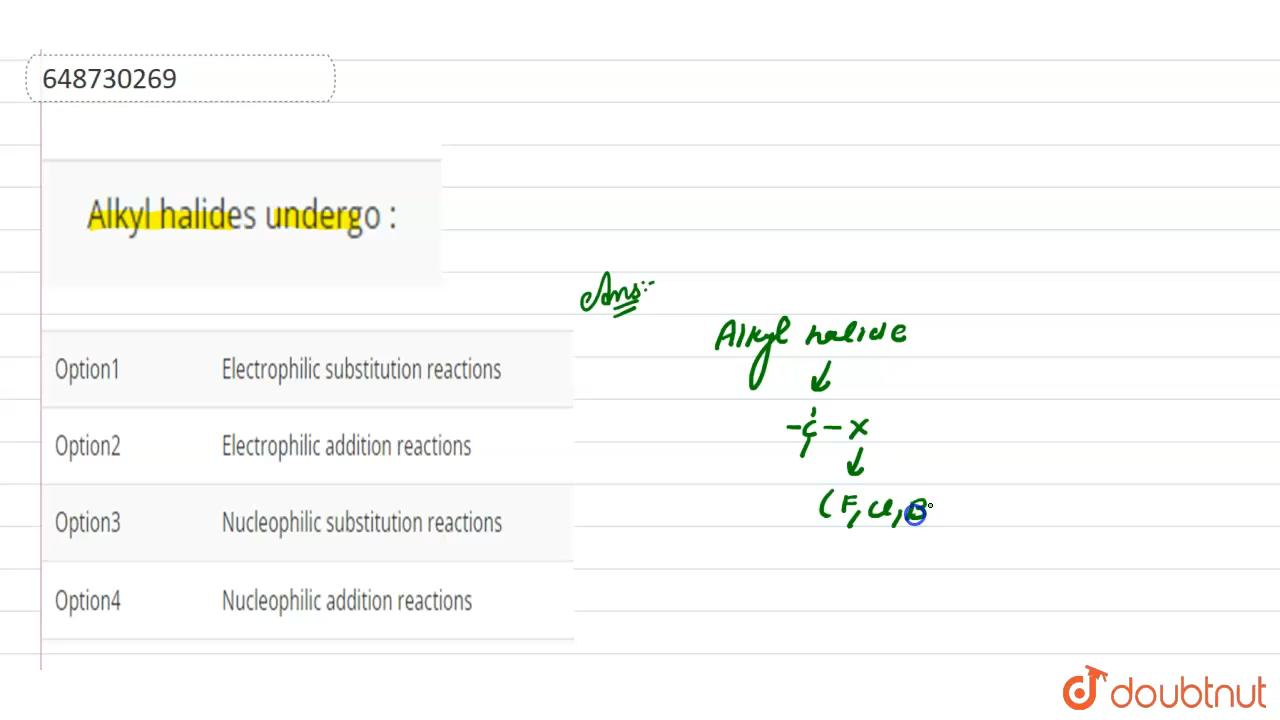 648730269
Alkyl halides undergo :
Ans:-
Alkyl halide
Option1 Electrophilic substitution reactions
-C-X
Option2 Electrophilic addition reactions
(F, Cl, B
Option3 Nucleophilic substitution reactions
Option4 Nucleophilic addition reactions
doubtnut